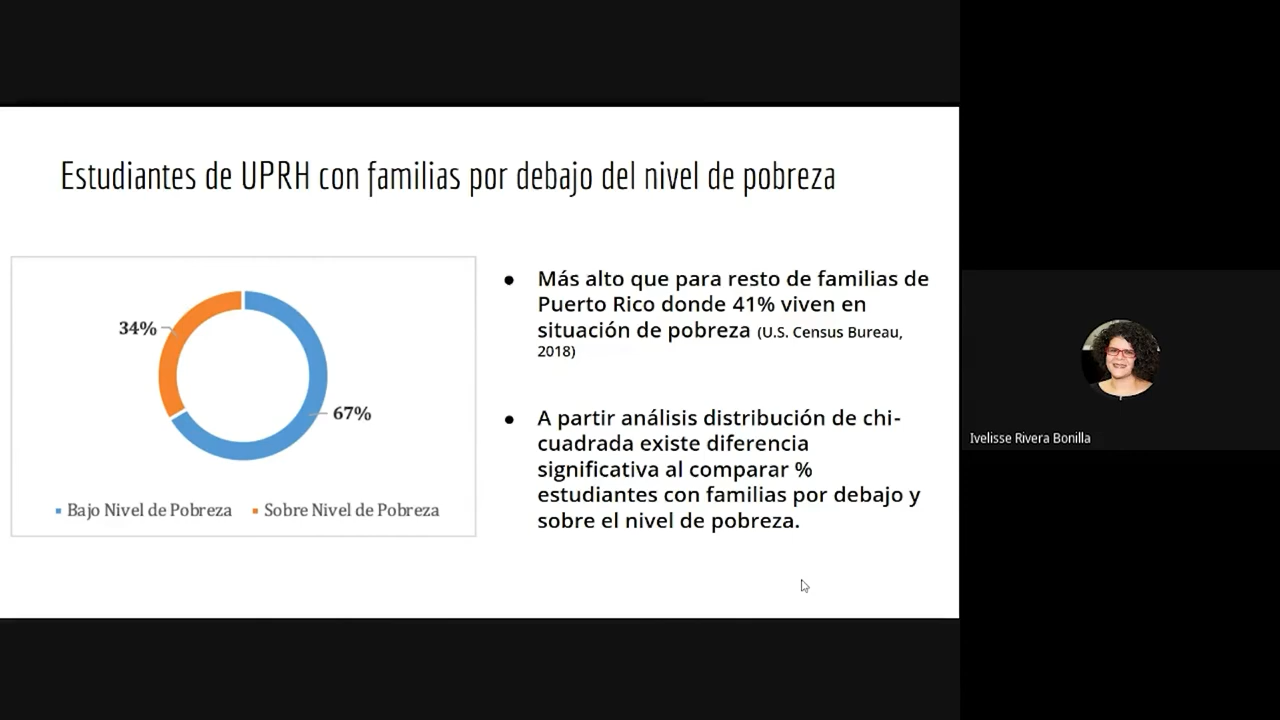 Estudiantes de UPRH con familias por debajo del nivel de pobreza
34%
67%
Bajo Nivel de Pobreza
Sobre Nivel de Pobreza
Más alto que para resto de familias de
Puerto Rico donde 41% viven en
situación de pobreza (U.S. Census Bureau,
2018)
A partir análisis distribución de chi-
cuadrada existe diferencia
significativa al comparar %
estudiantes con familias por debajo y
sobre el nivel de pobreza.
Ivelisse Rivera Bonilla